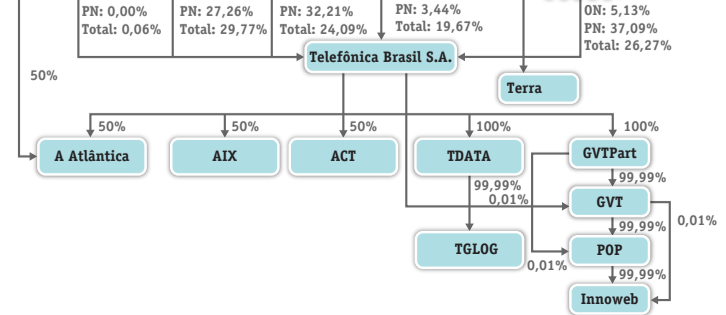 PN: 0,00%
Total: 0,06%
PN: 27,26%
Total: 29,77%
PN: 32,21%
Total: 24,09%
PN: 3,44%
Total: 19,67%
ON: 5,13%
PN: 37,09%
Total: 26,27%
Telefônica Brasil S.A.
50%
Terra
50%
50%
50%
100%
100%
A Atlântica
AIX
ACT
TDATA
GVTPart
99,99%
99,99%
0,01%
GVT
0,01%
99,99%
TGLOG
POP
0,01%
99,99%
Innoweb